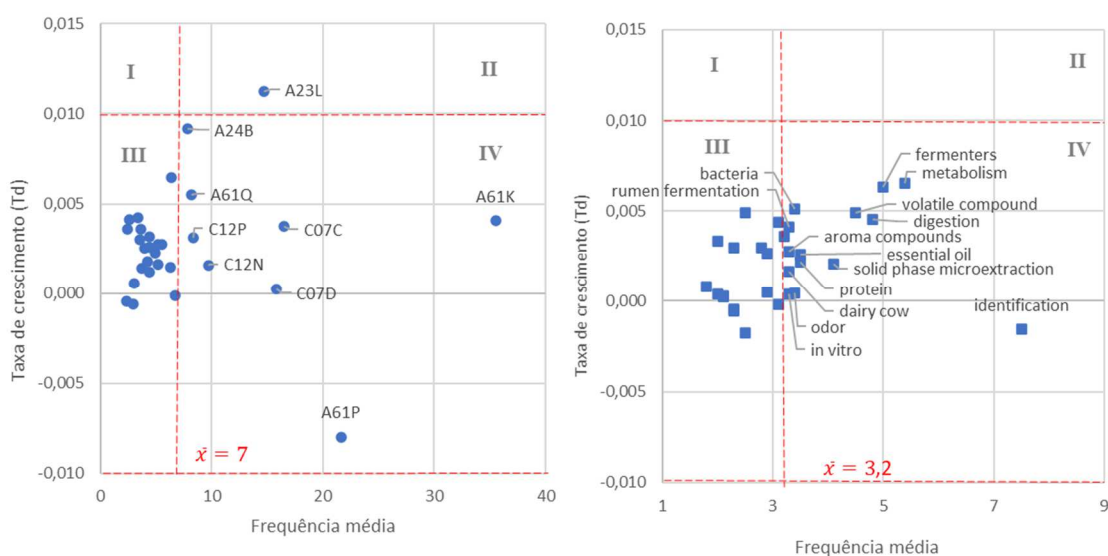 0,015
0,010
0,005
0,000
-0,005
-0,010
Taxa de crescimento (Td)
I
II
III
IV
A23L
A24B
A61Q
A61K
C12P
C07C
C12N
C07D
A61P
x̄ = 7
0
10
20
30
40
Frequência média
0,015
0,010
0,005
0,000
-0,005
-0,010
Taxa de crescimento (Td)
I
II
III
IV
fermenters
bacteria
metabolism
rumen fermentation
volatile compound
digestion
aroma compounds
essential oil
solid phase microextraction
protein
identification
dairy cow
odor
in vitro
x̄ = 3,2
1
3
5
7
9
Frequência média